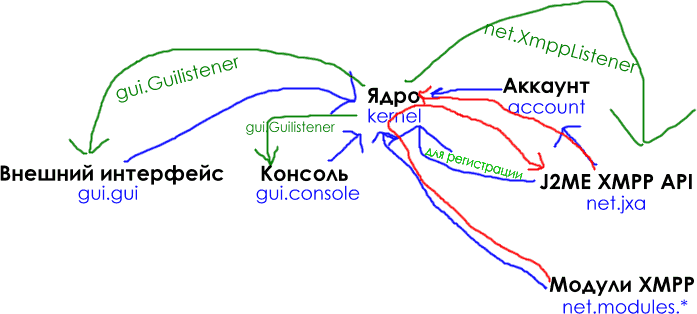 net.XmppListener
gui.Guilistener
Ядро
kernel
Аккаунт
account
gui.Guilistener
для регистрации
Внешний интерфейс
gui.gui
Консоль
gui.console
J2ME XMPP API
net.jxa
Модули XMPP
net.modules.*